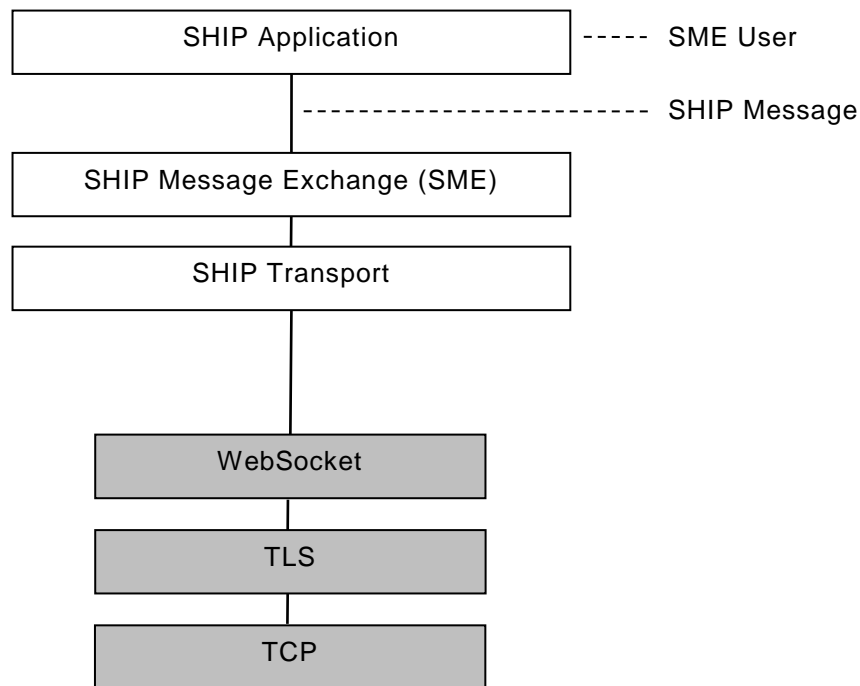 SHIP Application
SME User
SHIP Message
SHIP Message Exchange (SME)
SHIP Transport
WebSocket
TLS
TCP